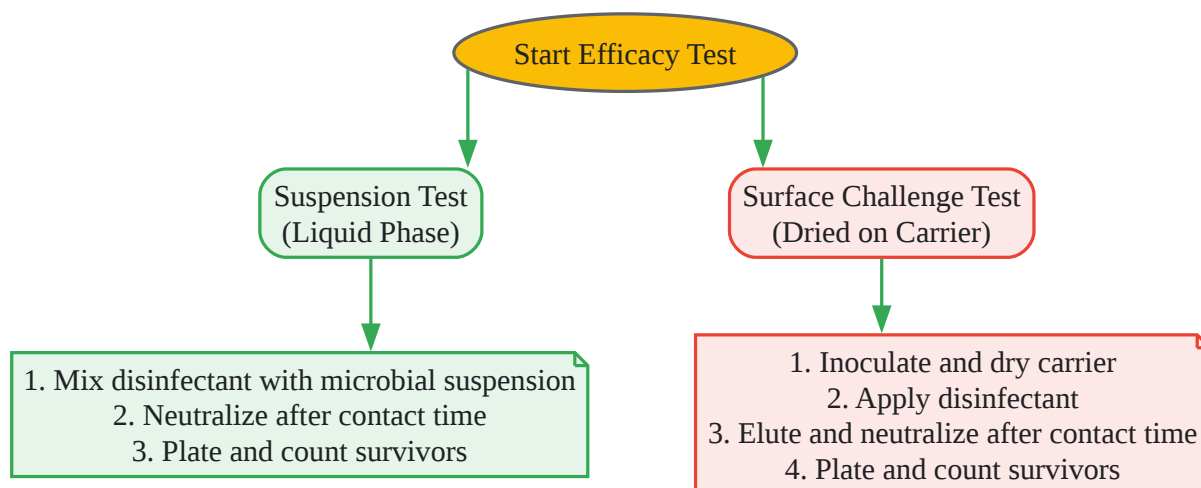 Start Efficacy Test
Suspension Test
(Liquid Phase)
Surface Challenge Test
(Dried on Carrier)
1. Mix disinfectant with microbial suspension
2. Neutralize after contact time
3. Plate and count survivors
1. Inoculate and dry carrier
2. Apply disinfectant
3. Elute and neutralize after contact time
4. Plate and count survivors